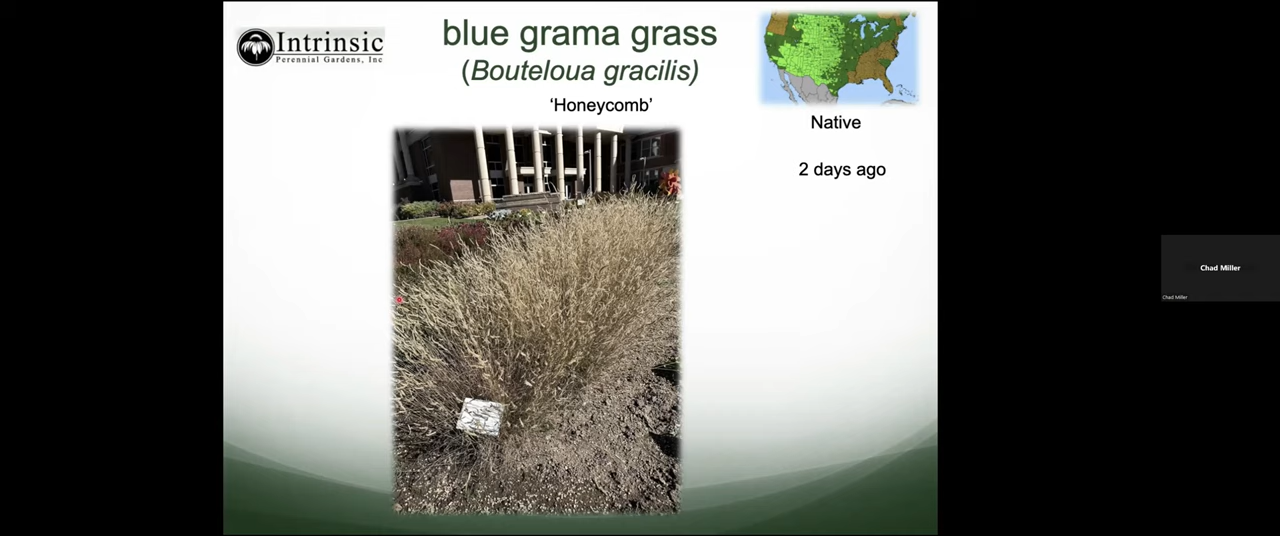 Intrinsic
Perennial Gardens, Inc
blue grama grass
(Bouteloua gracilis)
‘Honeycomb’
Native
2 days ago
Chad Miller
Chad Miller